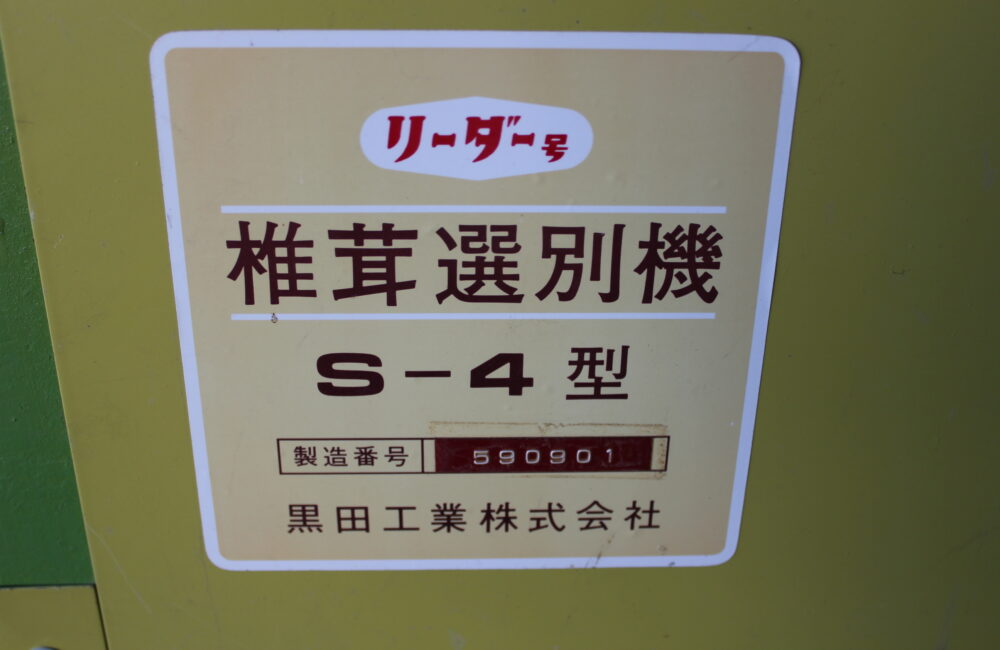 リーダー号
椎茸選別機
S-4型
製造番号 590901
黒田工業株式会社